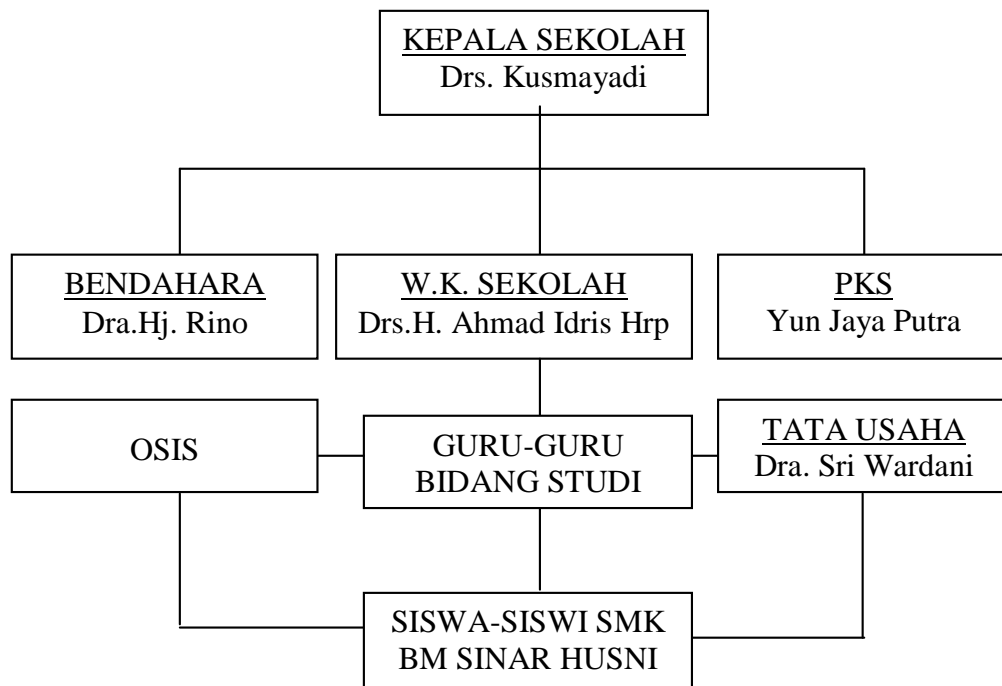 KEPALA SEKOLAH
Drs. Kusmayadi
BENDAHARA
Dra.Hj. Rino
W.K. SEKOLAH
Drs.H. Ahmad Idris Hrp
PKS
Yun Jaya Putra
OSIS
GURU-GURU
BIDANG STUDI
TATA USAHA
Dra. Sri Wardani
SISWA-SISWI SMK
BM SINAR HUSNI